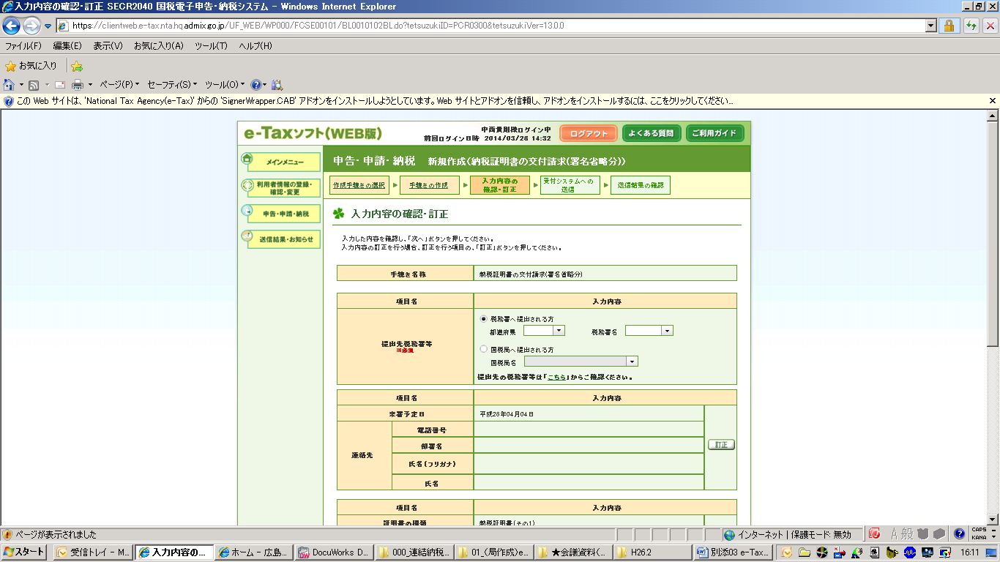 入力内容の確認・訂正 SECR2040 国税電子申告・納税システム - Windows Internet Explorer
https://clientweb.e-tax.nta.hq.admix.go.jp/UF_WEB/WP000/FCSE00101/BL0010102BL.do?tetsuzukiID=PCR0300&tetsuzukiVer=13.0.0
ファイル(F) 編集(E) 表示(V) お気に入り(A) ツール(T) ヘルプ(H)
お気に入り
ページ(P) セーフティ(S) ツール(O)
この Web サイトは、'National Tax Agency(e-Tax)' からの 'SignerWrapper.CAB' アドオンをインストールしようとしています。Web サイトとアドオンを信頼し、アドオンをインストールするには、ここをクリックしてください...
e-Taxソフト(WEB版)
ログイン中
前回ログイン日時 2014/03/28 14:32
ログアウト よくある質問 ご利用ガイド
メインメニュー
利用者情報の登録・
確認・変更
申告・申請・納税
送信結果・お知らせ
申告・申請・納税 新規作成(納税証明書の交付請求(署名省略分))
作成手続きの選択
手続きの作成
入力内容の
確認・訂正
受付システムへの
送信
送信結果の確認
入力内容の確認・訂正
入力した内容を確認し、「次へ」ボタンを押してください。
入力内容の訂正を行う場合、訂正を行う項目の、「訂正」ボタンを押してください。
手続き名称 納税証明書の交付請求(署名省略分)
項目名 入力内容
提出先税務署等
※必須
税務署へ提出される方
都道府県 税務署名
国税局へ提出される方
国税局名
提出先の税務署等は「こちら」からご確認ください。
項目名 入力内容
来署予定日 平成26年04月04日
連絡先
電話番号
部署名
氏名(フリガナ)
氏名
訂正
項目名 入力内容
証明書の種類 納税証明書(その1)
ページが表示されました
インターネット | 保護モード: 無効
A 般
CAPS
KANA
スタート
受信トレイ - M...
入力内容の...
ホーム - 広島...
DocuWorks D...
000_連結納税...
01_(局作成)e...
★会議資料(...
H26.2
別添03 e-Tax...
16:11